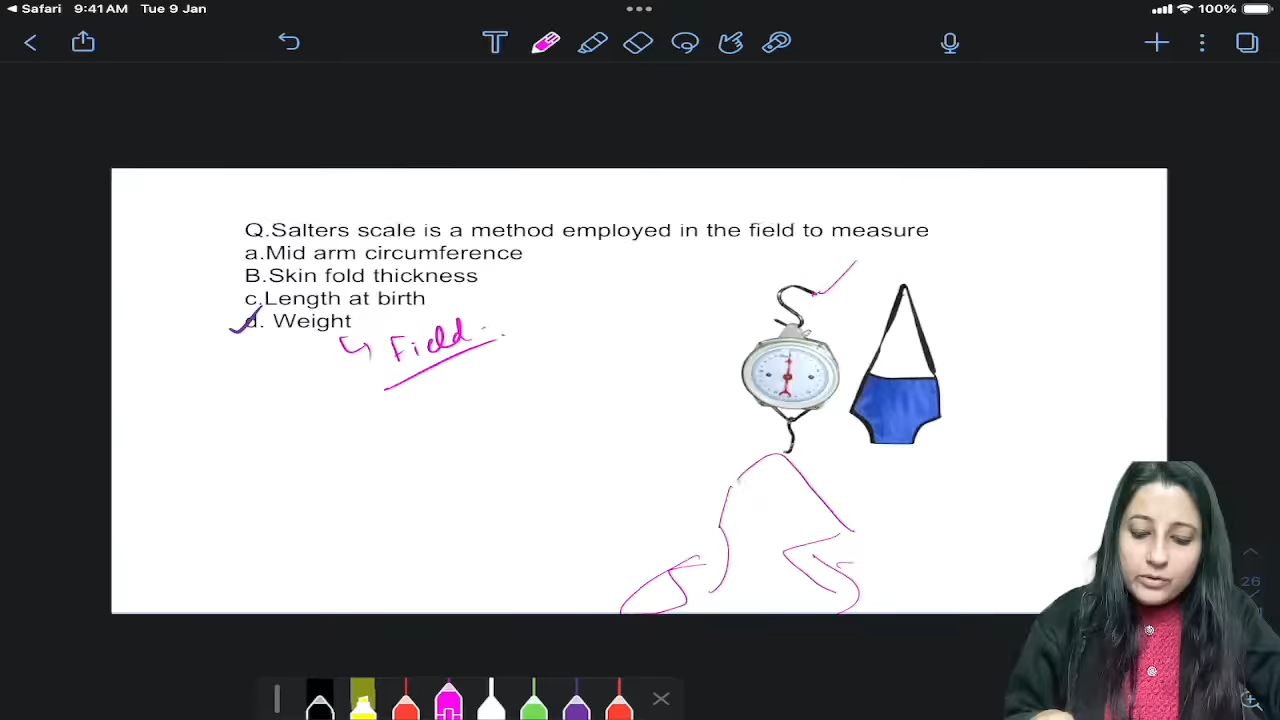 Safari 9:41 AM Tue 9 Jan
100%
Q.Salters scale is a method employed in the field to measure
a.Mid arm circumference
B.Skin fold thickness
c.Length at birth
d. Weight
Field
26